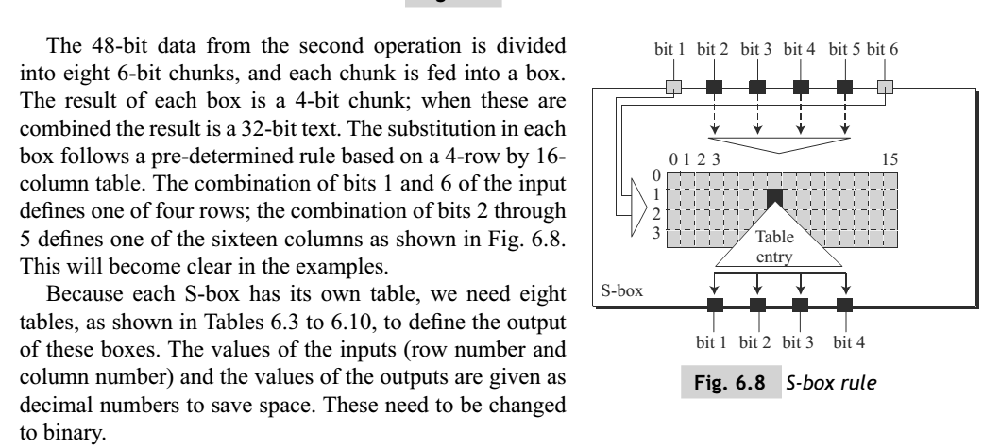 The 48-bit data from the second operation is divided
into eight 6-bit chunks, and each chunk is fed into a box.
The result of each box is a 4-bit chunk; when these are
combined the result is a 32-bit text. The substitution in each
box follows a pre-determined rule based on a 4-row by 16-
column table. The combination of bits 1 and 6 of the input
defines one of four rows; the combination of bits 2 through
5 defines one of the sixteen columns as shown in Fig. 6.8.
This will become clear in the examples.
Because each S-box has its own table, we need eight
tables, as shown in Tables 6.3 to 6.10, to define the output
of these boxes. The values of the inputs (row number and
column number) and the values of the outputs are given as
decimal numbers to save space. These need to be changed
to binary.
bit 1 bit 2 bit 3 bit 4 bit 5 bit 6
0 1 2 3 15
0
1
2
3
Table
entry
S-box
bit 1 bit 2 bit 3 bit 4
Fig. 6.8 S-box rule